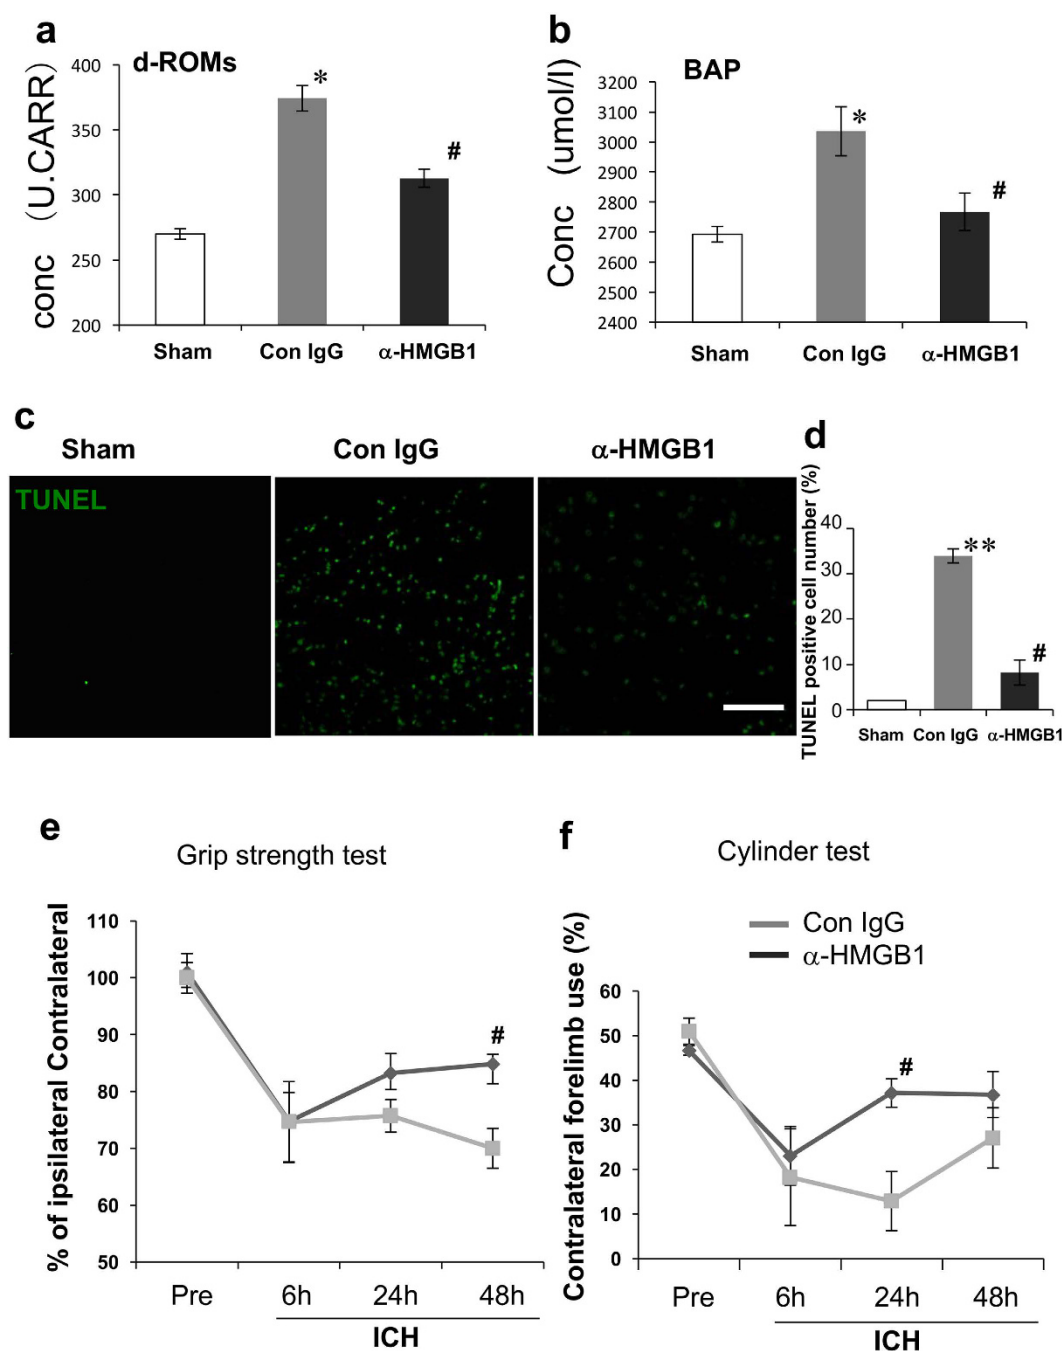 a
d-ROMs
conc (U.CARR)
400
350
300
250
200
*
#
Sham Con IgG α-HMGB1
b
BAP
Conc (umol/l)
3200
3100
3000
2900
2800
2700
2600
2500
2400
*
#
Sham Con IgG α-HMGB1
c
Sham Con IgG α-HMGB1
TUNEL
d
TUNEL positive cell number (%)
40
30
20
10
0
**
#
Sham Con IgG α-HMGB1
e
Grip strength test
% of ipsilateral Contralateral
110
100
90
80
70
60
50
#
Pre 6h 24h 48h
ICH
f
Cylinder test
Con IgG
α-HMGB1
Contralateral forelimb use (%)
60
50
40
30
20
10
0
#
Pre 6h 24h 48h
ICH